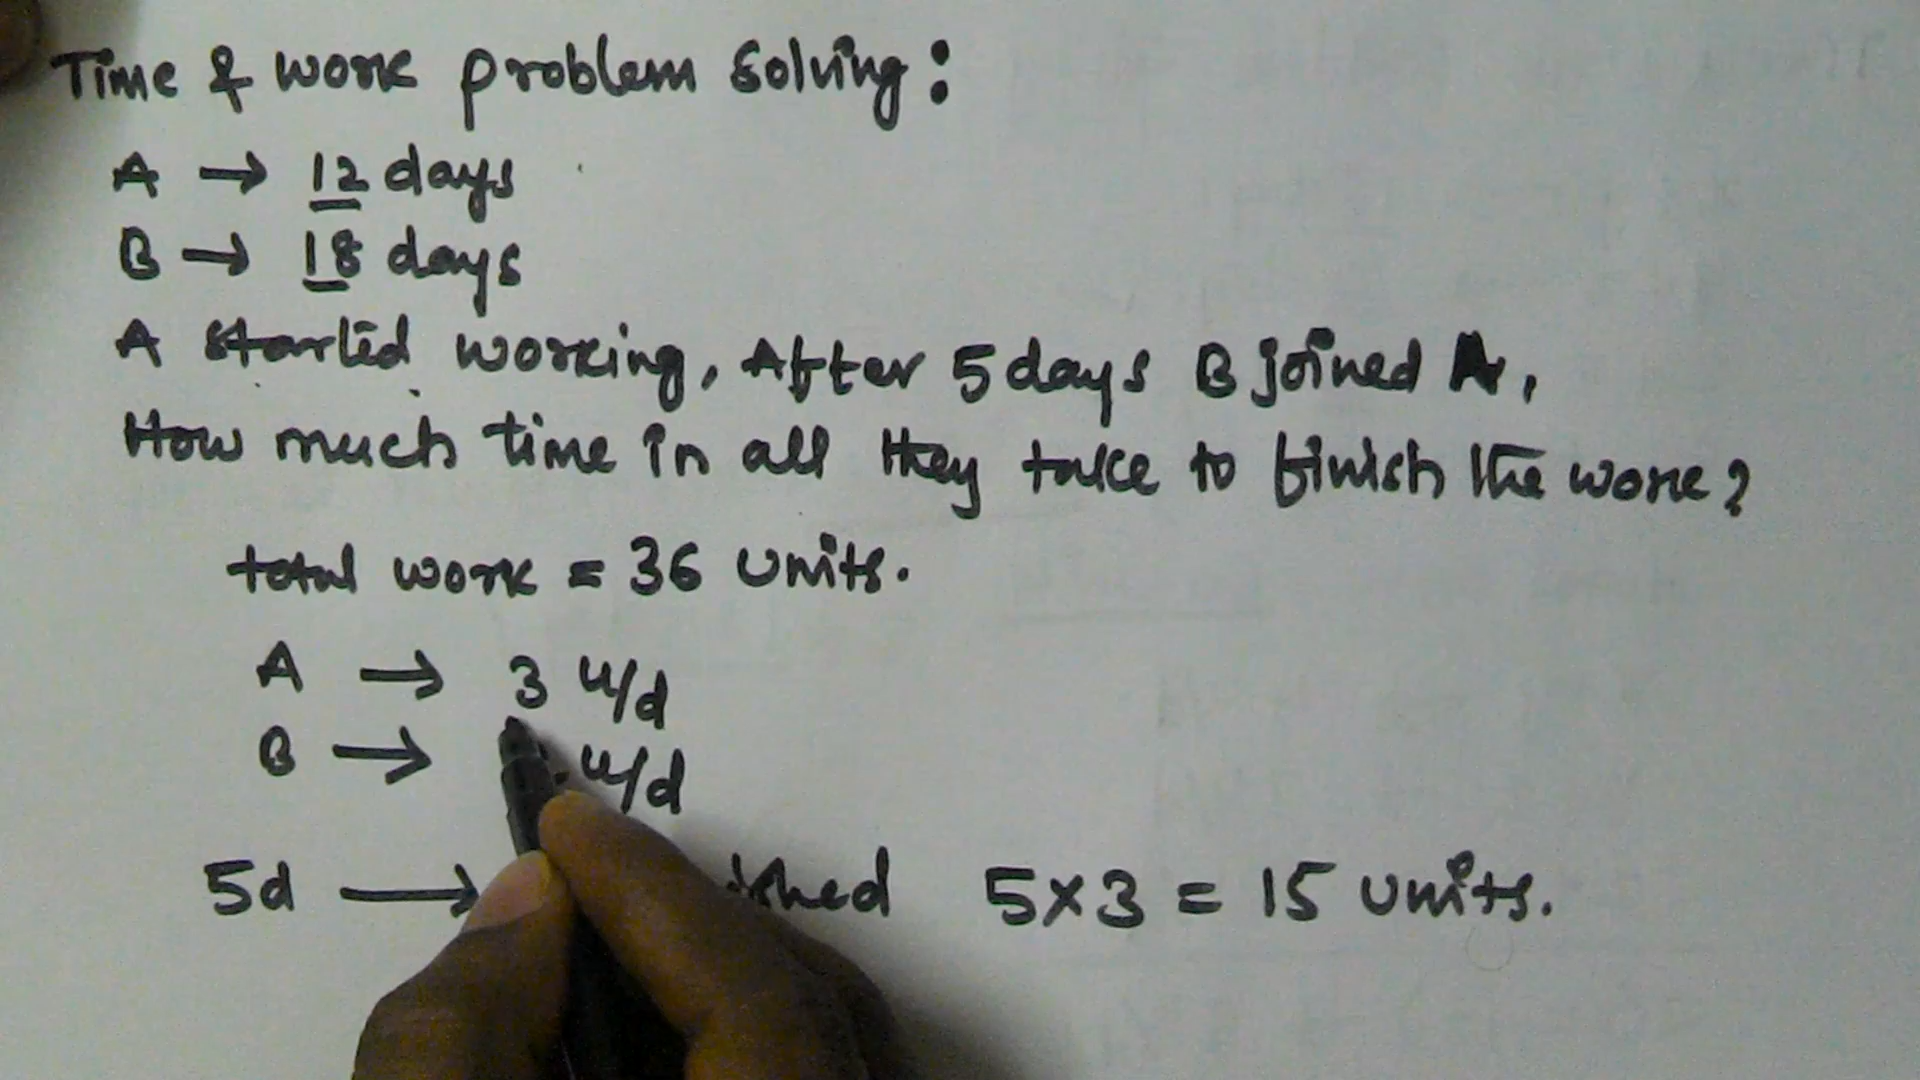 Time & work problem solving:
A → 12 days
B → 18 days
A started working, After 5 days B joined A,
How much time in all they take to finish the work?
total work = 36 units.
A → 3 u/d
B → u/d
5d → 5×3 = 15 units.